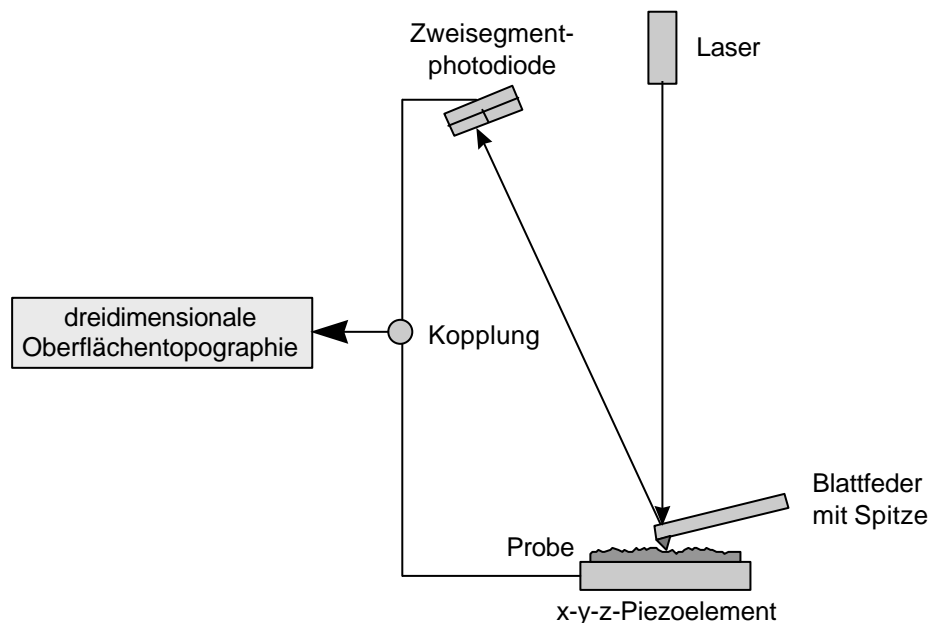 Zweisegment-
photodiode
Laser
dreidimensionale
Oberflächentopographie
Kopplung
Blattfeder
mit Spitze
Probe
x-y-z-Piezoelement